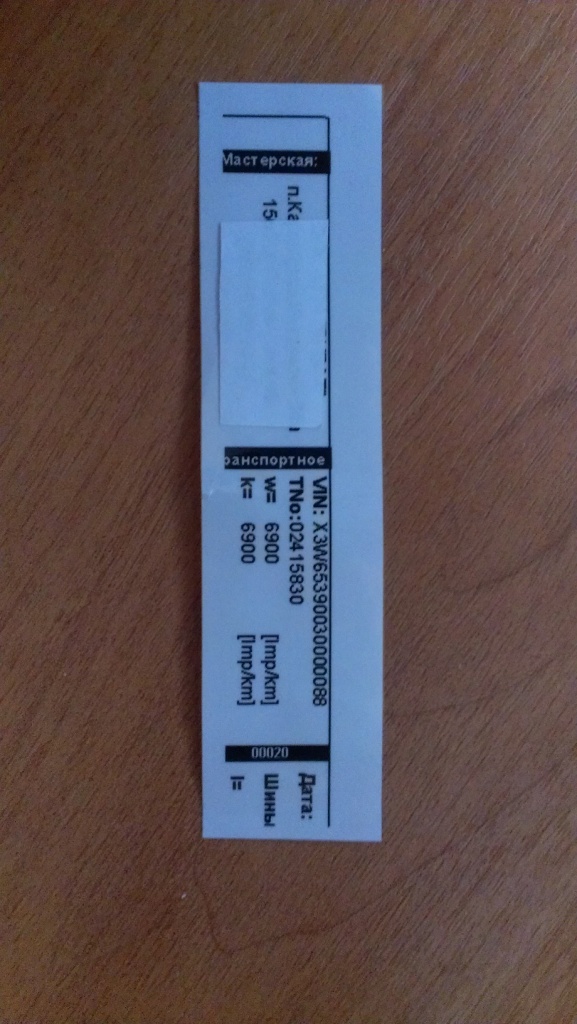 Мастерская:
п.Ка
15
ранспортное
VIN: X3W65390030000088
TNo:02415830
w= 6900 [Imp/km]
k= 6900 [Imp/km]
00020
Дата:
Шины
l=